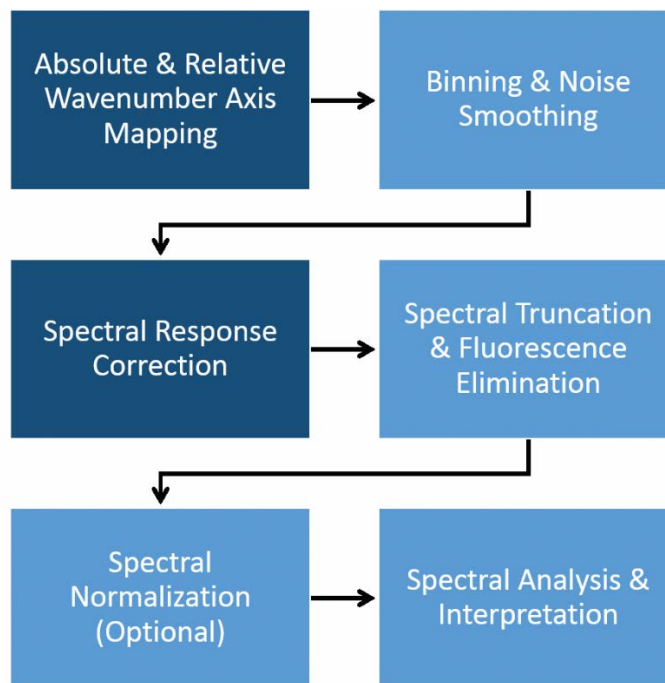 Absolute & Relative
Wavenumber Axis
Mapping
Binning & Noise
Smoothing
Spectral Response
Correction
Spectral Truncation
& Fluorescence
Elimination
Spectral
Normalization
(Optional)
Spectral Analysis &
Interpretation